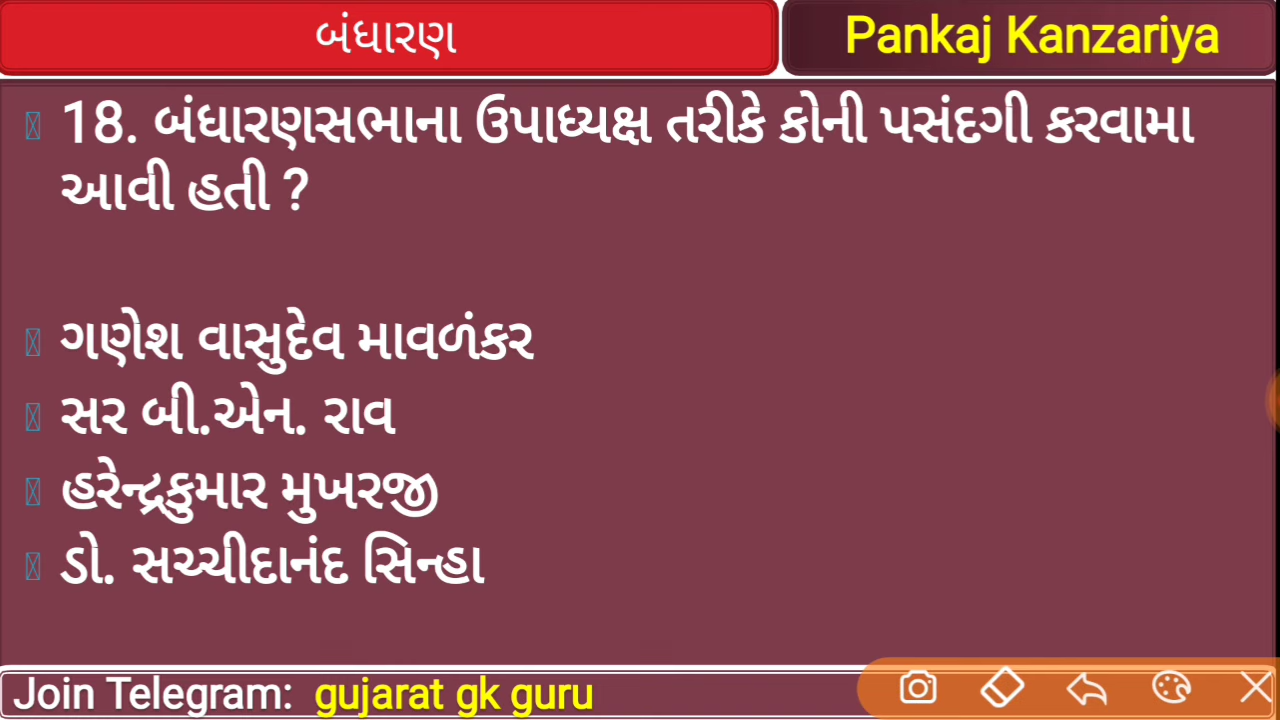 બંધારણ
Pankaj Kanzariya
18. બંધારણસભાના ઉપાધ્યક્ષ તરીકે કોની પસંદગી કરવામા
આવી હતી ?
ગણેશ વાસુદેવ માવળંકર
સર બી.એન. રાવ
હરેન્દ્રકુમાર મુખરજી
ડો. સચ્ચીદાનંદ સિન્હા
Join Telegram: gujarat gk guru